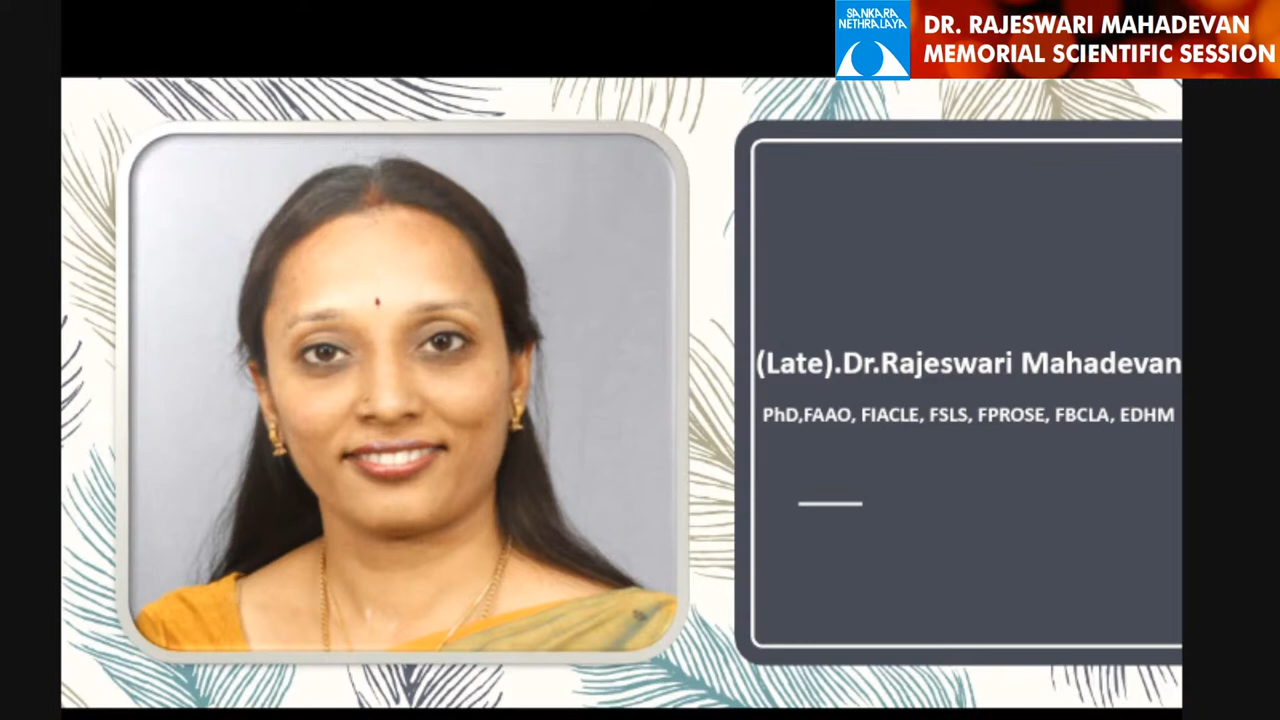 SANKARA
NETHRALAYA
DR. RAJESWARI MAHADEVAN
MEMORIAL SCIENTIFIC SESSION
(Late).Dr.Rajeswari Mahadevan
PhD,FAAO, FIACLE, FSLS, FPROSE, FBCLA, EDHM